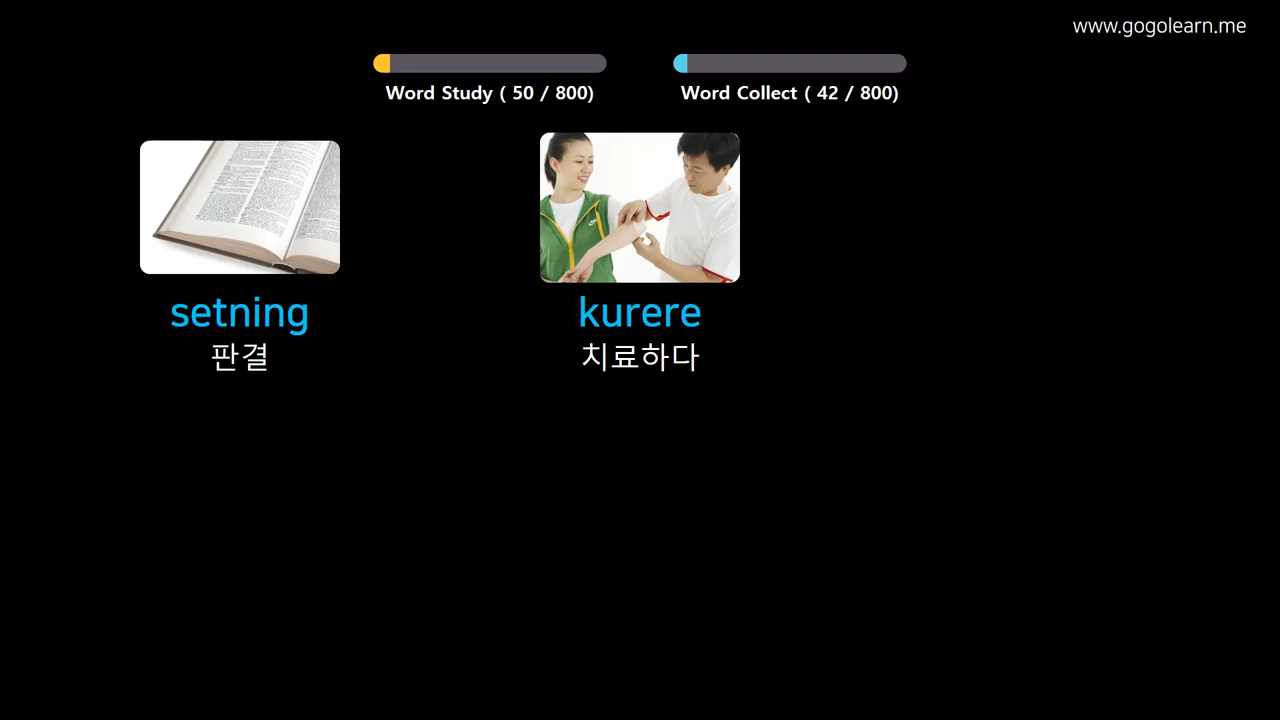 www.gogolearn.me
Word Study ( 50 / 800)
Word Collect ( 42 / 800)
setning
판결
kurere
치료하다